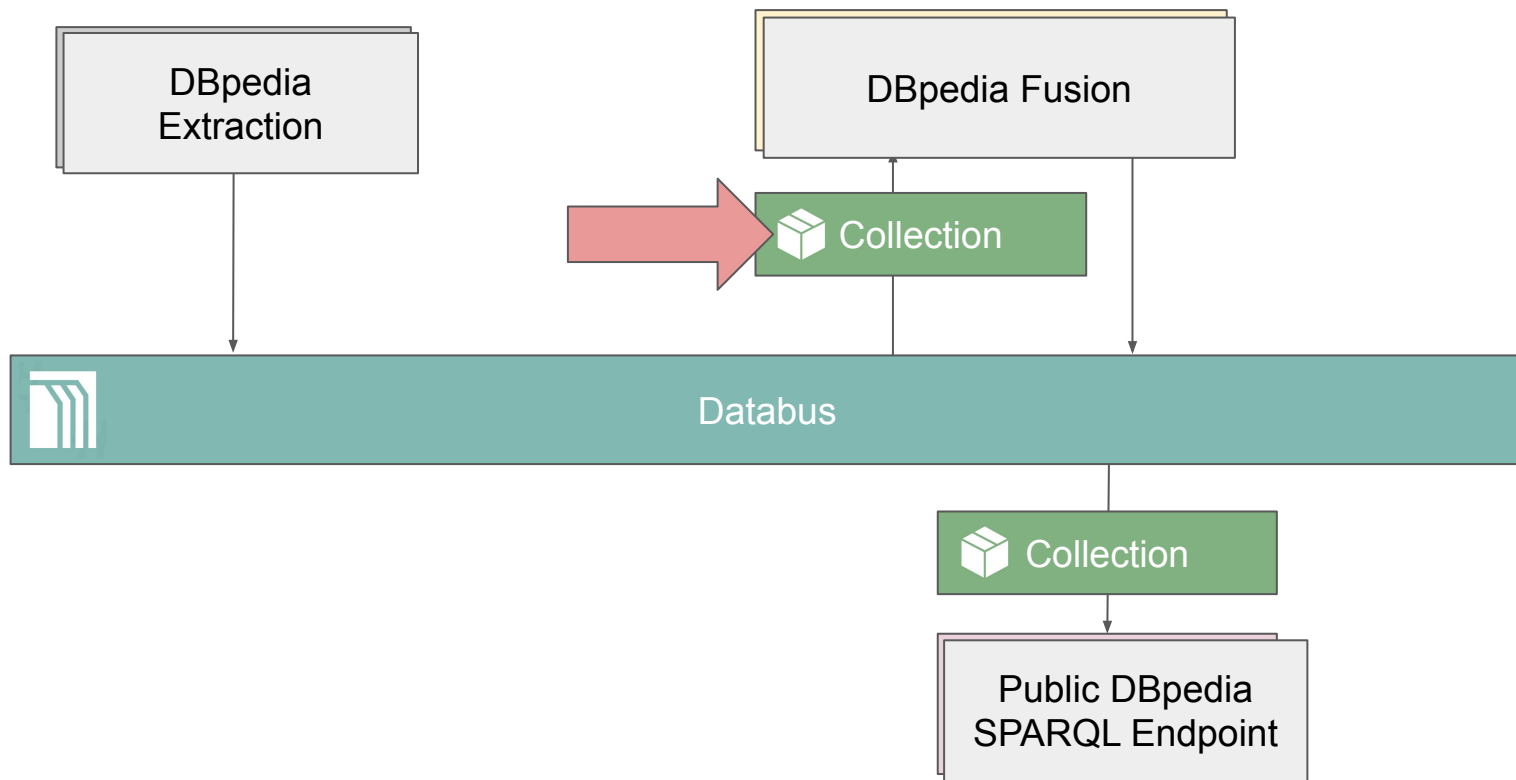 DBpedia
Extraction
DBpedia Fusion
Collection
Databus
Collection
Public DBpedia
SPARQL Endpoint